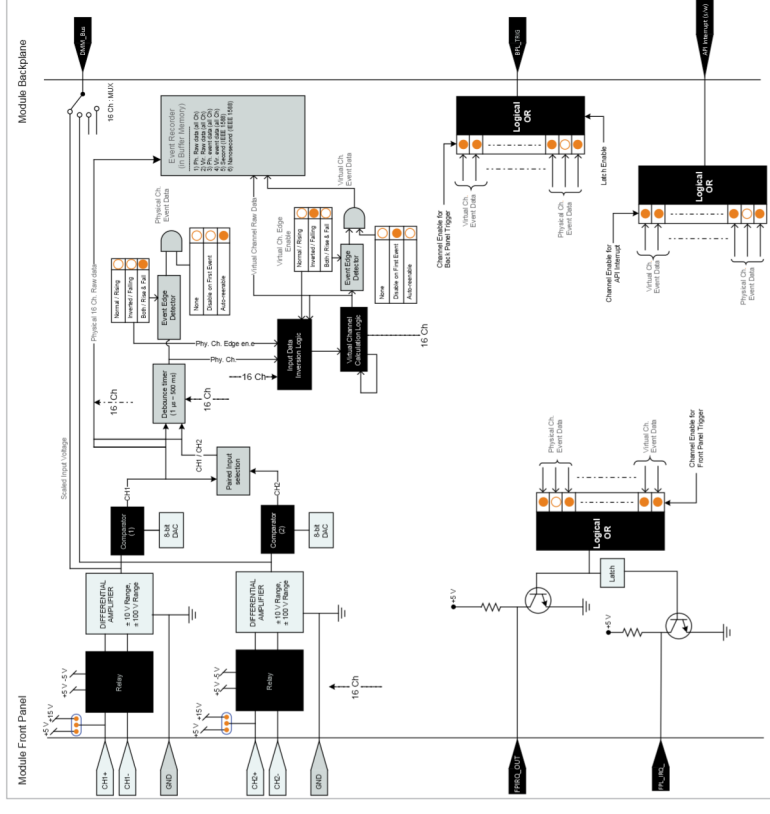 Module Backplane
DMM_Bus
BPL_TRIG
API Interrupt (s/w)
16 Ch : MUX
Event Recorder
(in Buffer Memory)
1) Ph. Raw data (all Ch)
2) Vir. Raw data (all Ch)
3) Ph. event data (all Ch)
4) Vir. event data (all Ch)
5) Second (IEEE 1588)
6) Nanosecond (IEEE 1588)
Physical Ch.
Event Data
Virtual Channel Raw Data
Virtual Ch.
Event Data
Logical
OR
Latch Enable
Channel Enable for
Back Panel Trigger
Virtual Ch.
Event Data
Physical Ch.
Event Data
Logical
OR
Channel Enable for
API Interrupt
Virtual Ch.
Event Data
Physical Ch.
Event Data
Scaled Input Voltage
Physical 16 Ch. Raw data
Normal / Rising
Inverted / Falling
Both / Rise & Fall
Event Edge
Detector
None
Disable on First Event
Auto-reenable
Virtual Ch. Edge
Enable
Normal / Rising
Inverted / Falling
Both / Rise & Fall
Event Edge
Detector
None
Disable on First Event
Auto-reenable
Phy. Ch. Edge en.
Phy. Ch.
16 Ch
Input Data
Inversion Logic
Virtual Channel
Calculation Logic
16 Ch
16 Ch
Debounce timer
(1 µs ~ 500 ms)
16 Ch
CH1
CH1 / CH2
Paired Input
selection
CH2
Comparator
(1)
8-bit
DAC
Comparator
(2)
8-bit
DAC
DIFFERENTIAL
AMPLIFIER
± 10 V Range,
± 100 V Range
DIFFERENTIAL
AMPLIFIER
± 10 V Range,
± 100 V Range
+5 V
-5 V
Relay
+5 V
-5 V
Relay
+5 V
+15 V
+5 V
+15 V
16 Ch
Module Front Panel
CH1+
CH1-
GND
CH2+
CH2-
GND
FPIRQ_OUT
FPL_IRQ_
Physical Ch.
Event Data
Virtual Ch.
Event Data
Channel Enable for
Front Panel Trigger
Logical
OR
Latch
+5 V
+5 V